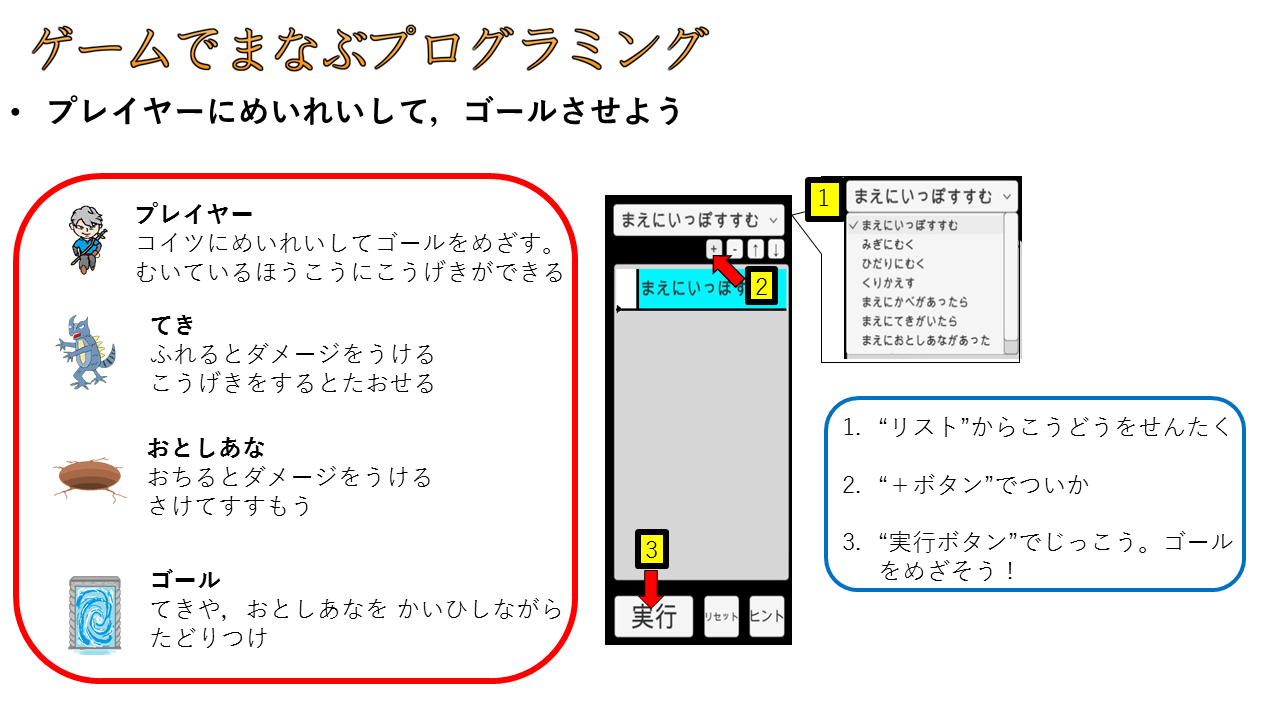 ゲームでまなぶプログラミング
• プレイヤーにめいれいして，ゴールさせよう
プレイヤー
コイツにめいれいしてゴールをめざす。
むいているほうこうにこうげきができる
てき
ふれるとダメージをうける
こうげきをするとたおせる
おとしあな
おちるとダメージをうける
さけてすすもう
ゴール
てきや，おとしあなを かいひしながら
たどりつけ
まえにいっぽすすむ
+ - ↑ ↓
2
まえにいっぽす
3
実行 リセット ヒント
1
まえにいっぽすすむ
✓まえにいっぽすすむ
みぎにむく
ひだりにむく
くりかえす
まえにかべがあったら
まえにてきがいたら
まえにおとしあながあった
1. “リスト”からこうどうをせんたく
2. “＋ボタン”でついか
3. “実行ボタン”でじっこう。ゴール
をめざそう！